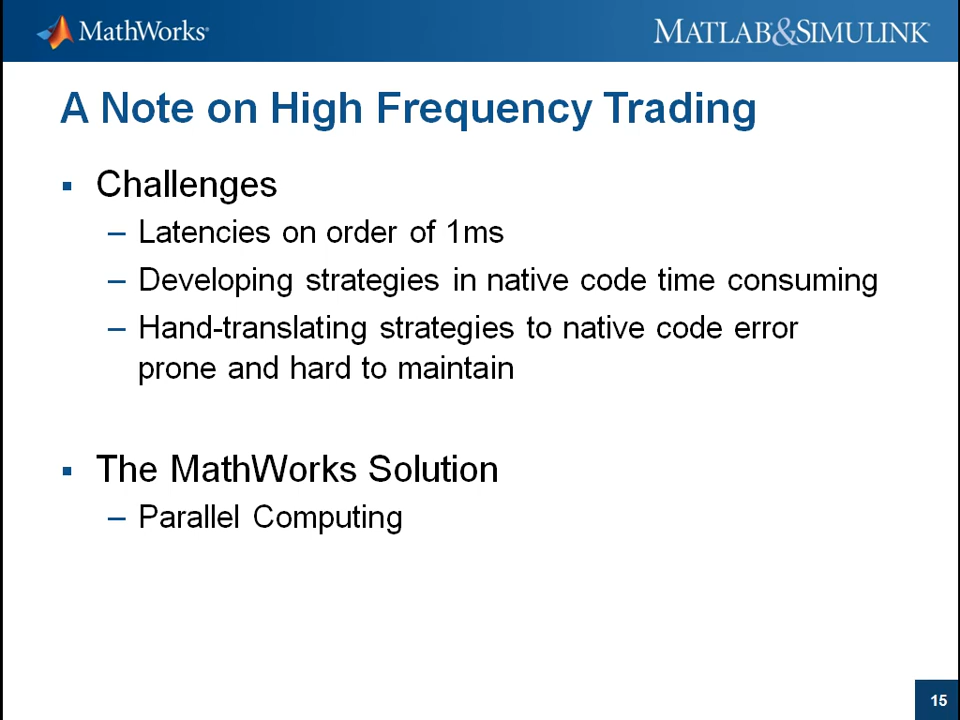 MathWorks
MATLAB&SIMULINK
A Note on High Frequency Trading
▪ Challenges
– Latencies on order of 1ms
– Developing strategies in native code time consuming
– Hand-translating strategies to native code error
prone and hard to maintain
▪ The MathWorks Solution
– Parallel Computing
15